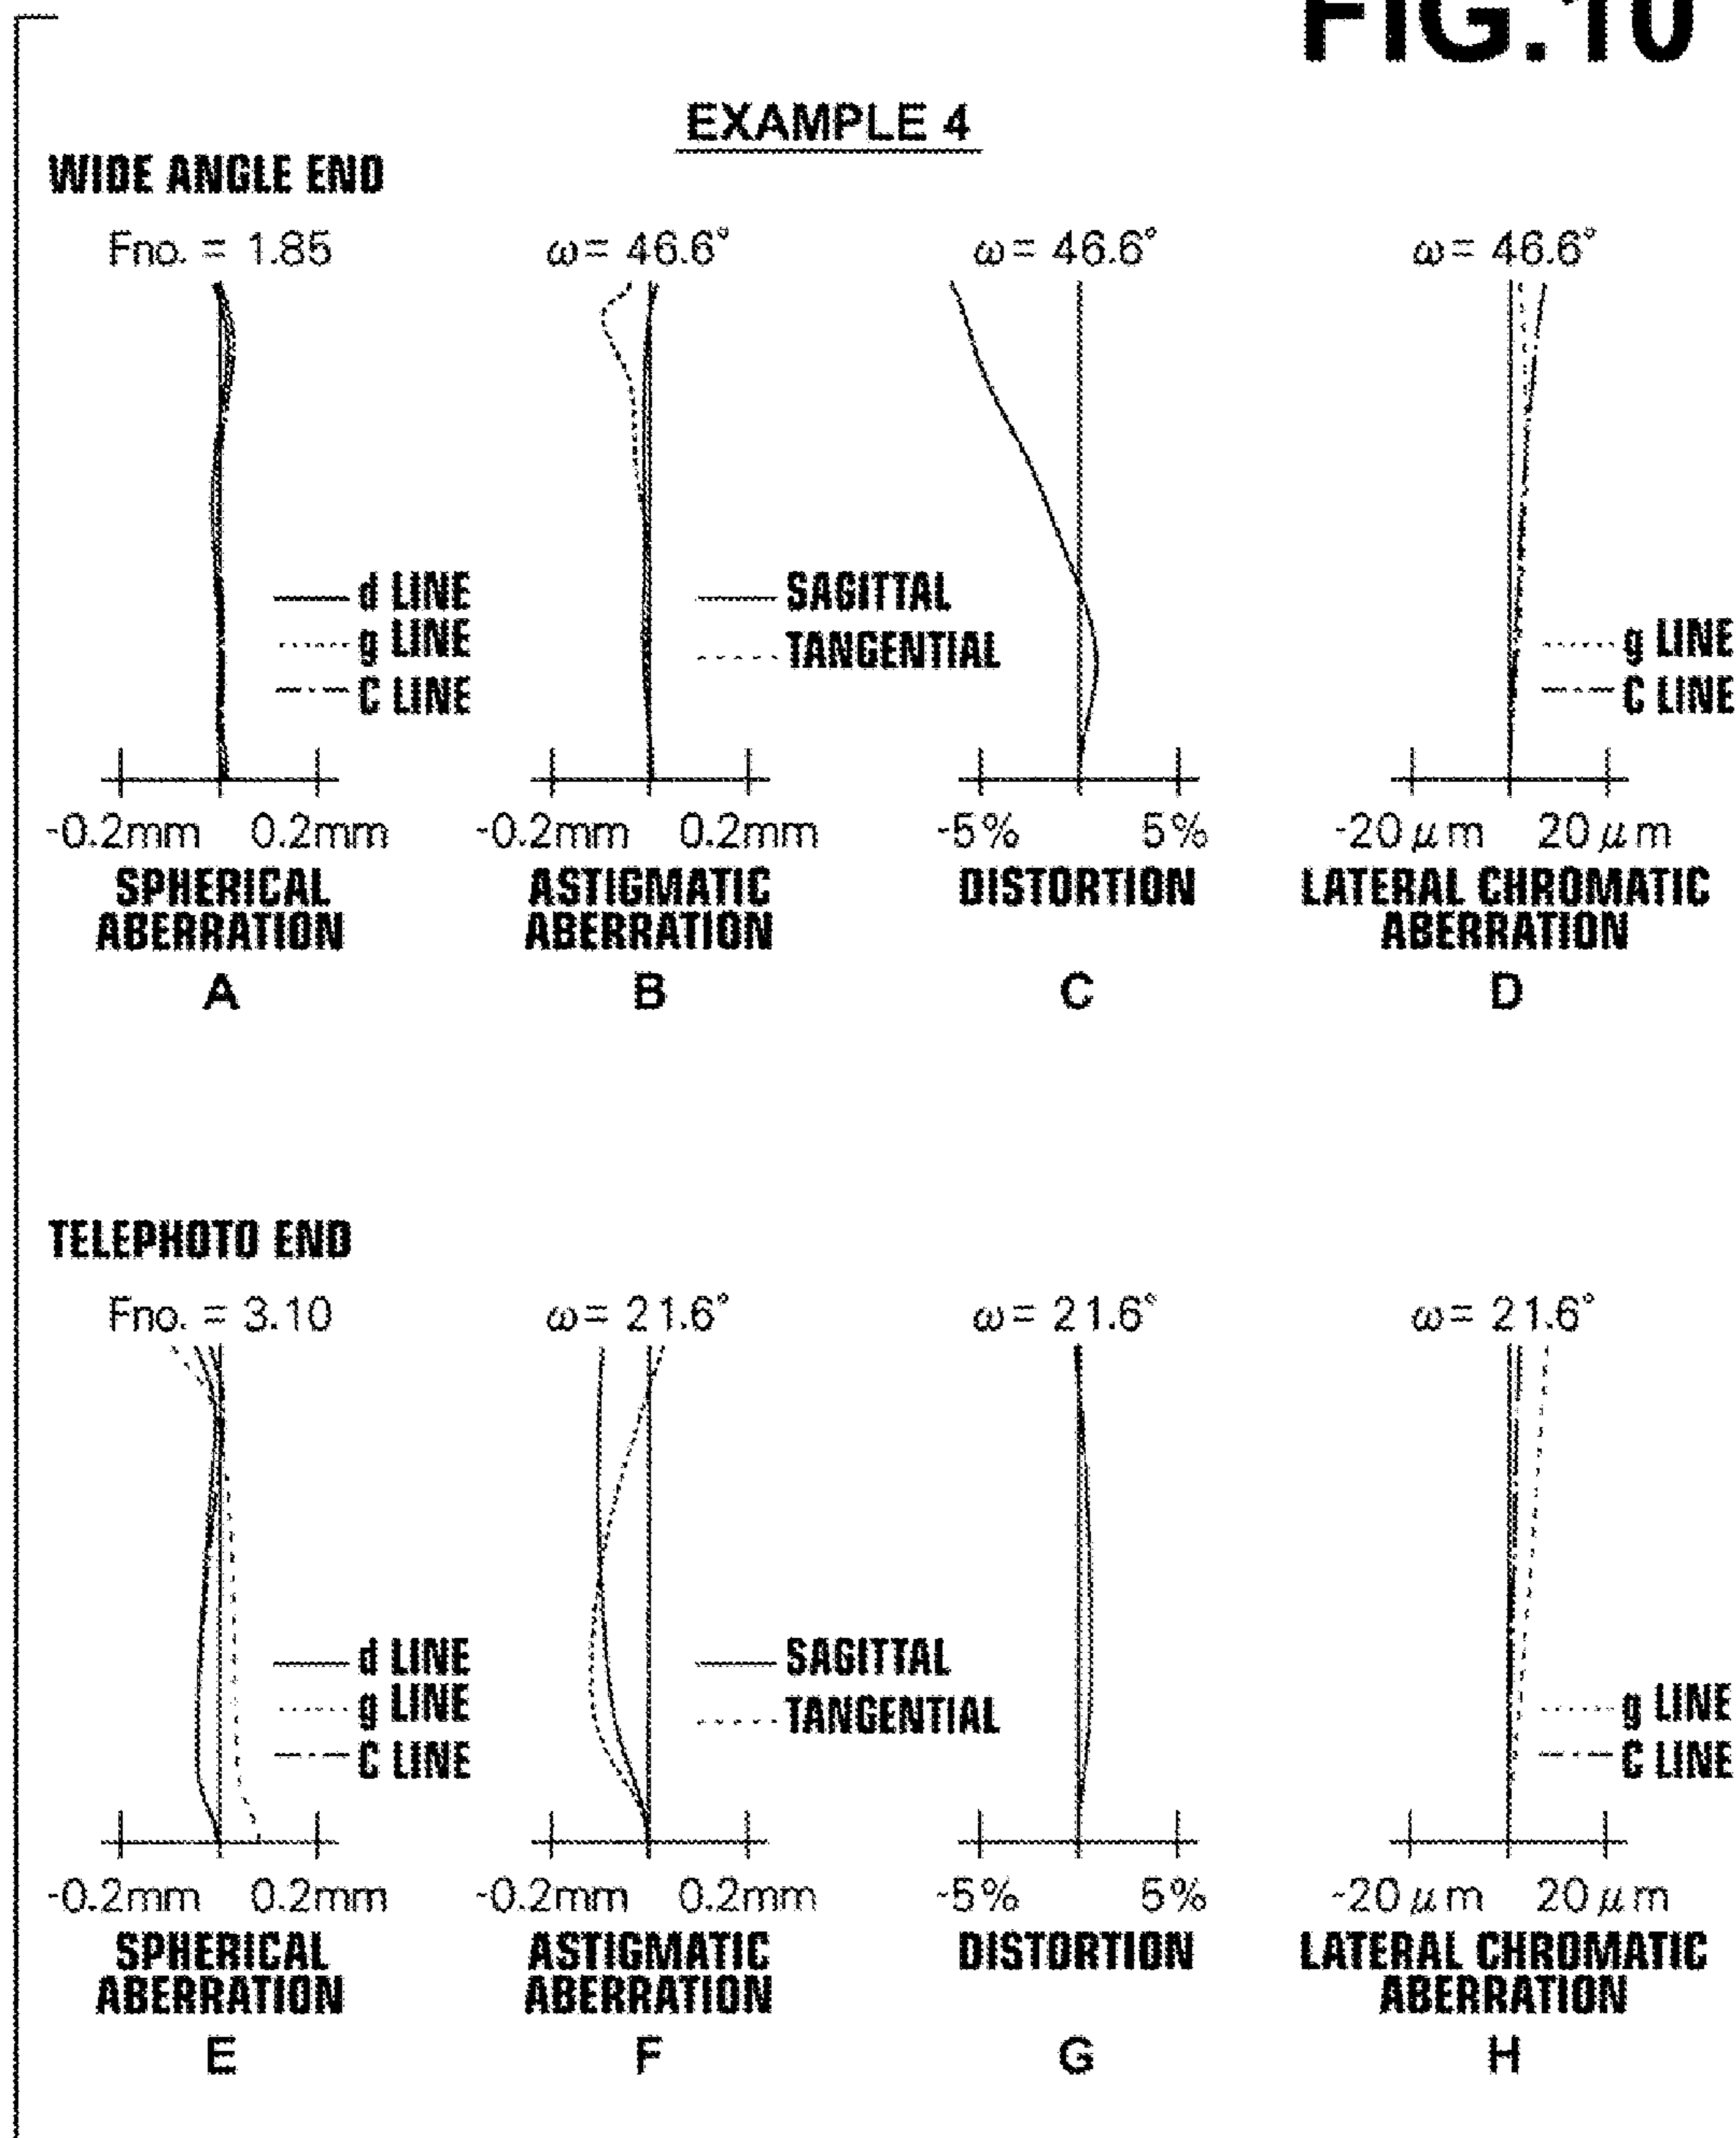 FIG.10
EXAMPLE 4
WIDE ANGLE END
Fno. = 1.85
ω= 46.6°
ω= 46.6°
ω= 46.6°
d LINE
g LINE
C LINE
SAGITTAL
TANGENTIAL
g LINE
C LINE
-0.2mm 0.2mm
-0.2mm 0.2mm
-5% 5%
-20μm 20μm
SPHERICAL
ABERRATION
ASTIGMATIC
ABERRATION
DISTORTION
LATERAL CHROMATIC
ABERRATION
A
B
C
D
TELEPHOTO END
Fno. = 3.10
ω= 21.6°
ω= 21.6°
ω= 21.6°
d LINE
g LINE
C LINE
SAGITTAL
TANGENTIAL
g LINE
C LINE
-0.2mm 0.2mm
-0.2mm 0.2mm
-5% 5%
-20μm 20μm
SPHERICAL
ABERRATION
ASTIGMATIC
ABERRATION
DISTORTION
LATERAL CHROMATIC
ABERRATION
E
F
G
H